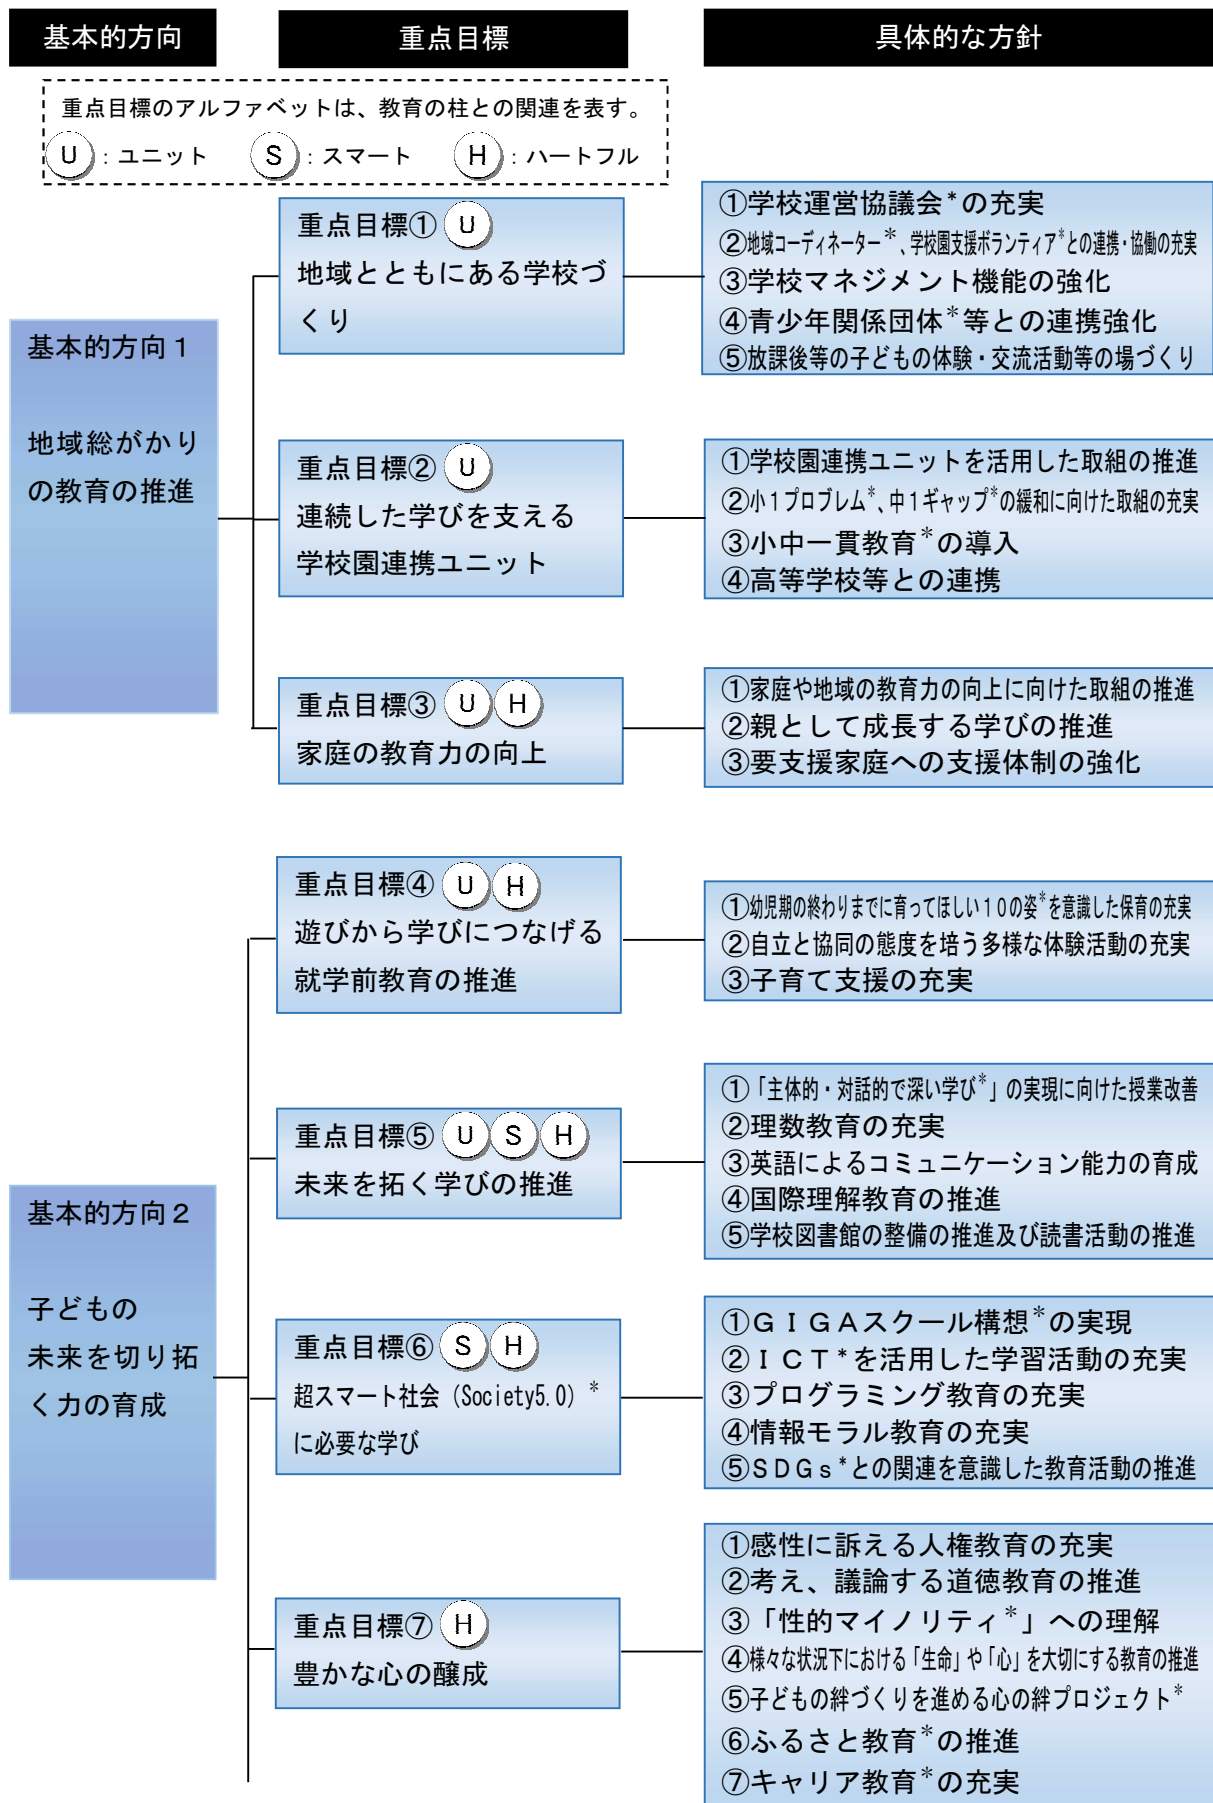 基本的方向
重点目標
具体的な方針
重点目標のアルファベットは、教育の柱との関連を表す。
U：ユニット S：スマート H：ハートフル
基本的方向１
地域総がかり
の教育の推進
重点目標① U
地域とともにある学校づ
くり
①学校運営協議会*の充実
②地域コーディネーター*、学校園支援ボランティア*との連携・協働の充実
③学校マネジメント機能の強化
④青少年関係団体*等との連携強化
⑤放課後等の子どもの体験・交流活動等の場づくり
重点目標② U
連続した学びを支える
学校園連携ユニット
①学校園連携ユニットを活用した取組の推進
②小１プロブレム*、中１ギャップ*の緩和に向けた取組の充実
③小中一貫教育*の導入
④高等学校等との連携
重点目標③ U H
家庭の教育力の向上
①家庭や地域の教育力の向上に向けた取組の推進
②親として成長する学びの推進
③要支援家庭への支援体制の強化
基本的方向２
子どもの
未来を切り拓
く力の育成
重点目標④ U H
遊びから学びにつなげる
就学前教育の推進
①幼児期の終わりまでに育ってほしい１０の姿*を意識した保育の充実
②自立と協同の態度を培う多様な体験活動の充実
③子育て支援の充実
重点目標⑤ U S H
未来を拓く学びの推進
①「主体的・対話的で深い学び*」の実現に向けた授業改善
②理数教育の充実
③英語によるコミュニケーション能力の育成
④国際理解教育の推進
⑤学校図書館の整備の推進及び読書活動の推進
重点目標⑥ S H
超スマート社会（Society5.0）*
に必要な学び
①ＧＩＧＡスクール構想*の実現
②ＩＣＴ*を活用した学習活動の充実
③プログラミング教育の充実
④情報モラル教育の充実
⑤ＳＤＧｓ*との関連を意識した教育活動の推進
重点目標⑦ H
豊かな心の醸成
①感性に訴える人権教育の充実
②考え、議論する道徳教育の推進
③「性的マイノリティ*」への理解
④様々な状況下における「生命」や「心」を大切にする教育の推進
⑤子どもの絆づくりを進める心の絆プロジェクト*
⑥ふるさと教育*の推進
⑦キャリア教育*の充実